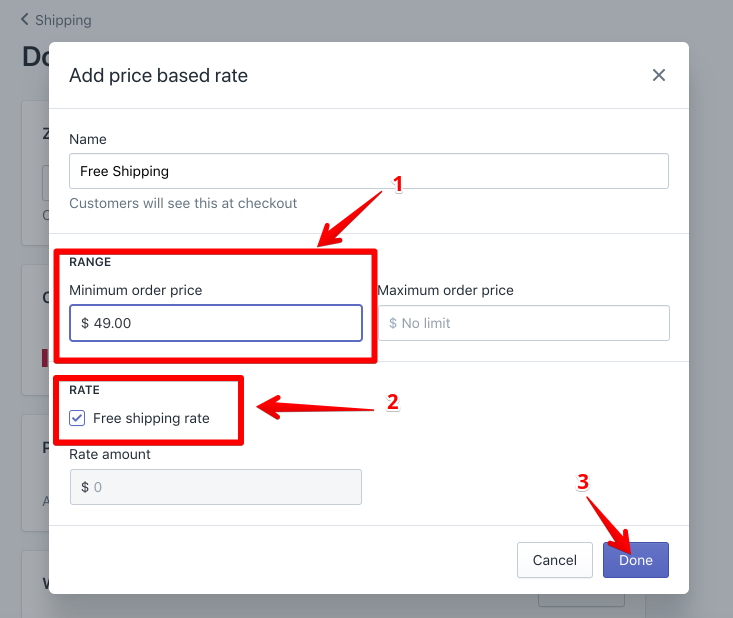 Shipping
Add price based rate
Name
Free Shipping
1
Customers will see this at checkout
RANGE
Minimum order price
Maximum order price
$ 49.00
$ No limit
RATE
Free shipping rate
2
Rate amount
$ 0
3
Cancel
Done